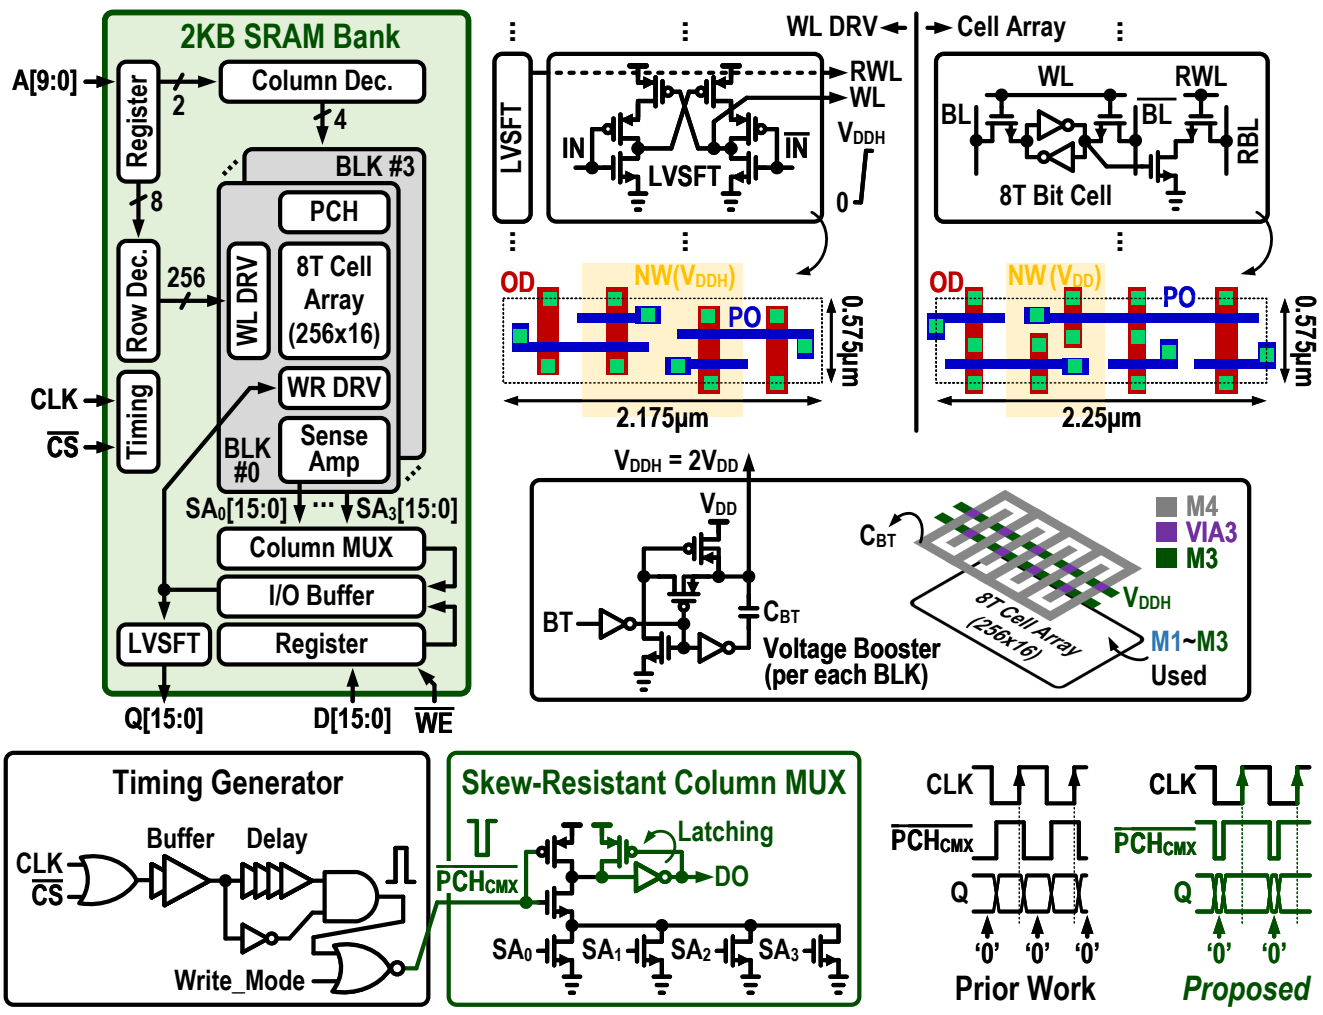 2KB SRAM Bank
A[9:0]
Register
2
Column Dec.
4
8
BLK #3
PCH
Row Dec.
256
WL DRV
8T Cell
Array
(256x16)
WR DRV
CLK
CS
Timing
BLK
#0
Sense
Amp
SA0[15:0]
...
SA3[15:0]
Column MUX
I/O Buffer
LVSFT
Register
Q[15:0]
D[15:0]
WE
WL DRV
Cell Array
LVSFT
RWL
WL
IN
IN
LVSFT
VDDH
0
WL
RWL
BL
BL
RBL
8T Bit Cell
OD
NW(VDDH)
PO
0.575µm
2.175µm
OD
NW(VDD)
PO
0.575µm
2.25µm
VDDH = 2VDD
VDD
BT
CBT
Voltage Booster
(per each BLK)
CBT
M4
VIA3
M3
VDDH
8T Cell Array
(256x16)
M1~M3
Used
Timing Generator
Buffer
Delay
CLK
CS
Write_Mode
Skew-Resistant Column MUX
Latching
PCHCMX
DO
SA0
SA1
SA2
SA3
CLK
PCHCMX
Q
'0'
'0'
'0'
Prior Work
CLK
PCHCMX
Q
'0'
'0'
Proposed